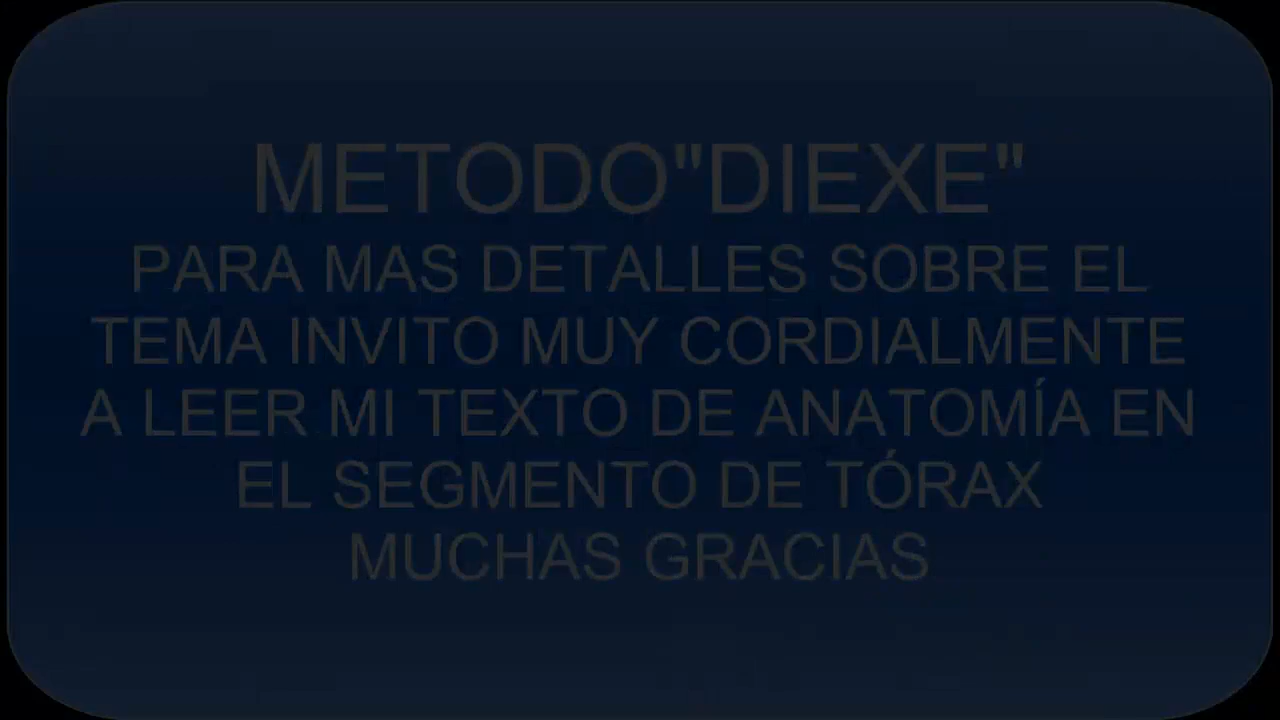 METODO"DIEXE"
PARA MAS DETALLES SOBRE EL
TEMA INVITO MUY CORDIALMENTE
A LEER MI TEXTO DE ANATOMÍA EN
EL SEGMENTO DE TÓRAX
MUCHAS GRACIAS